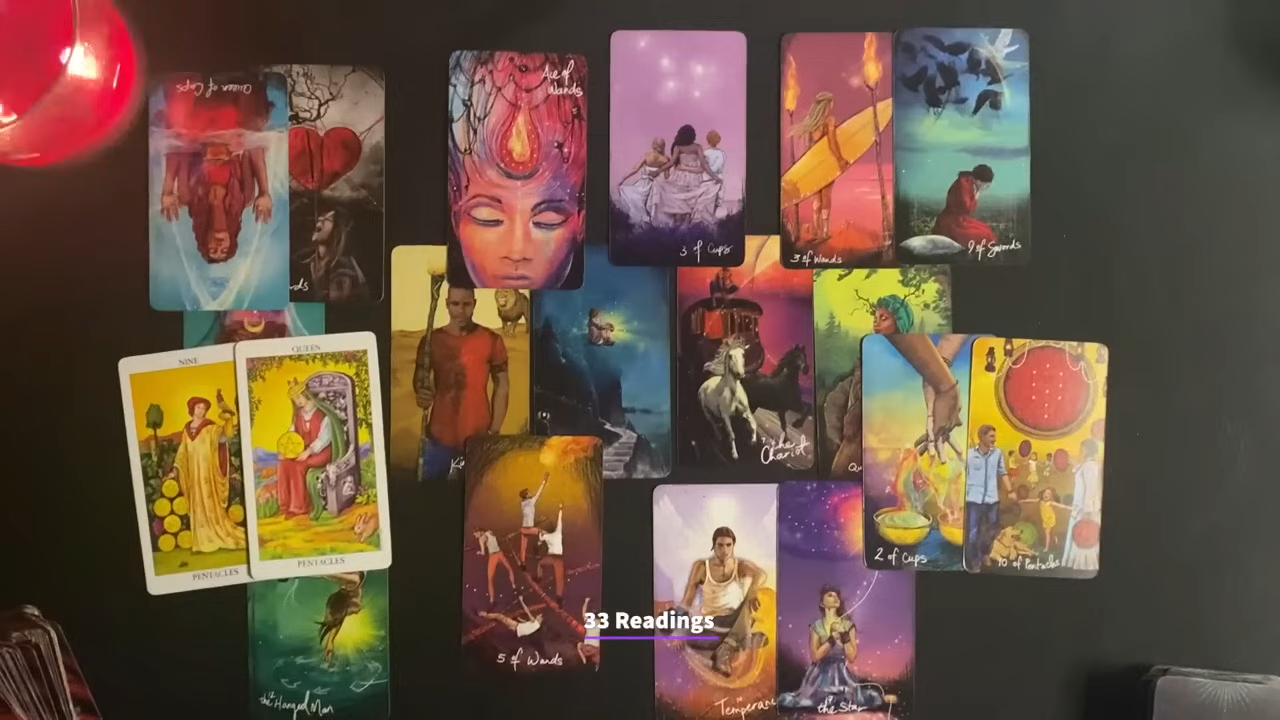 Queen of Cups
Ace of
Wands
3 of Cups
3 of Wands
9 of Swords
NINE
PENTACLES
QUEEN
PENTACLES
7 the
Chariot
2 of Cups
10 of Pentacles
5 of Wands
33 Readings
Temperance
the Star
12
the Hanged Man